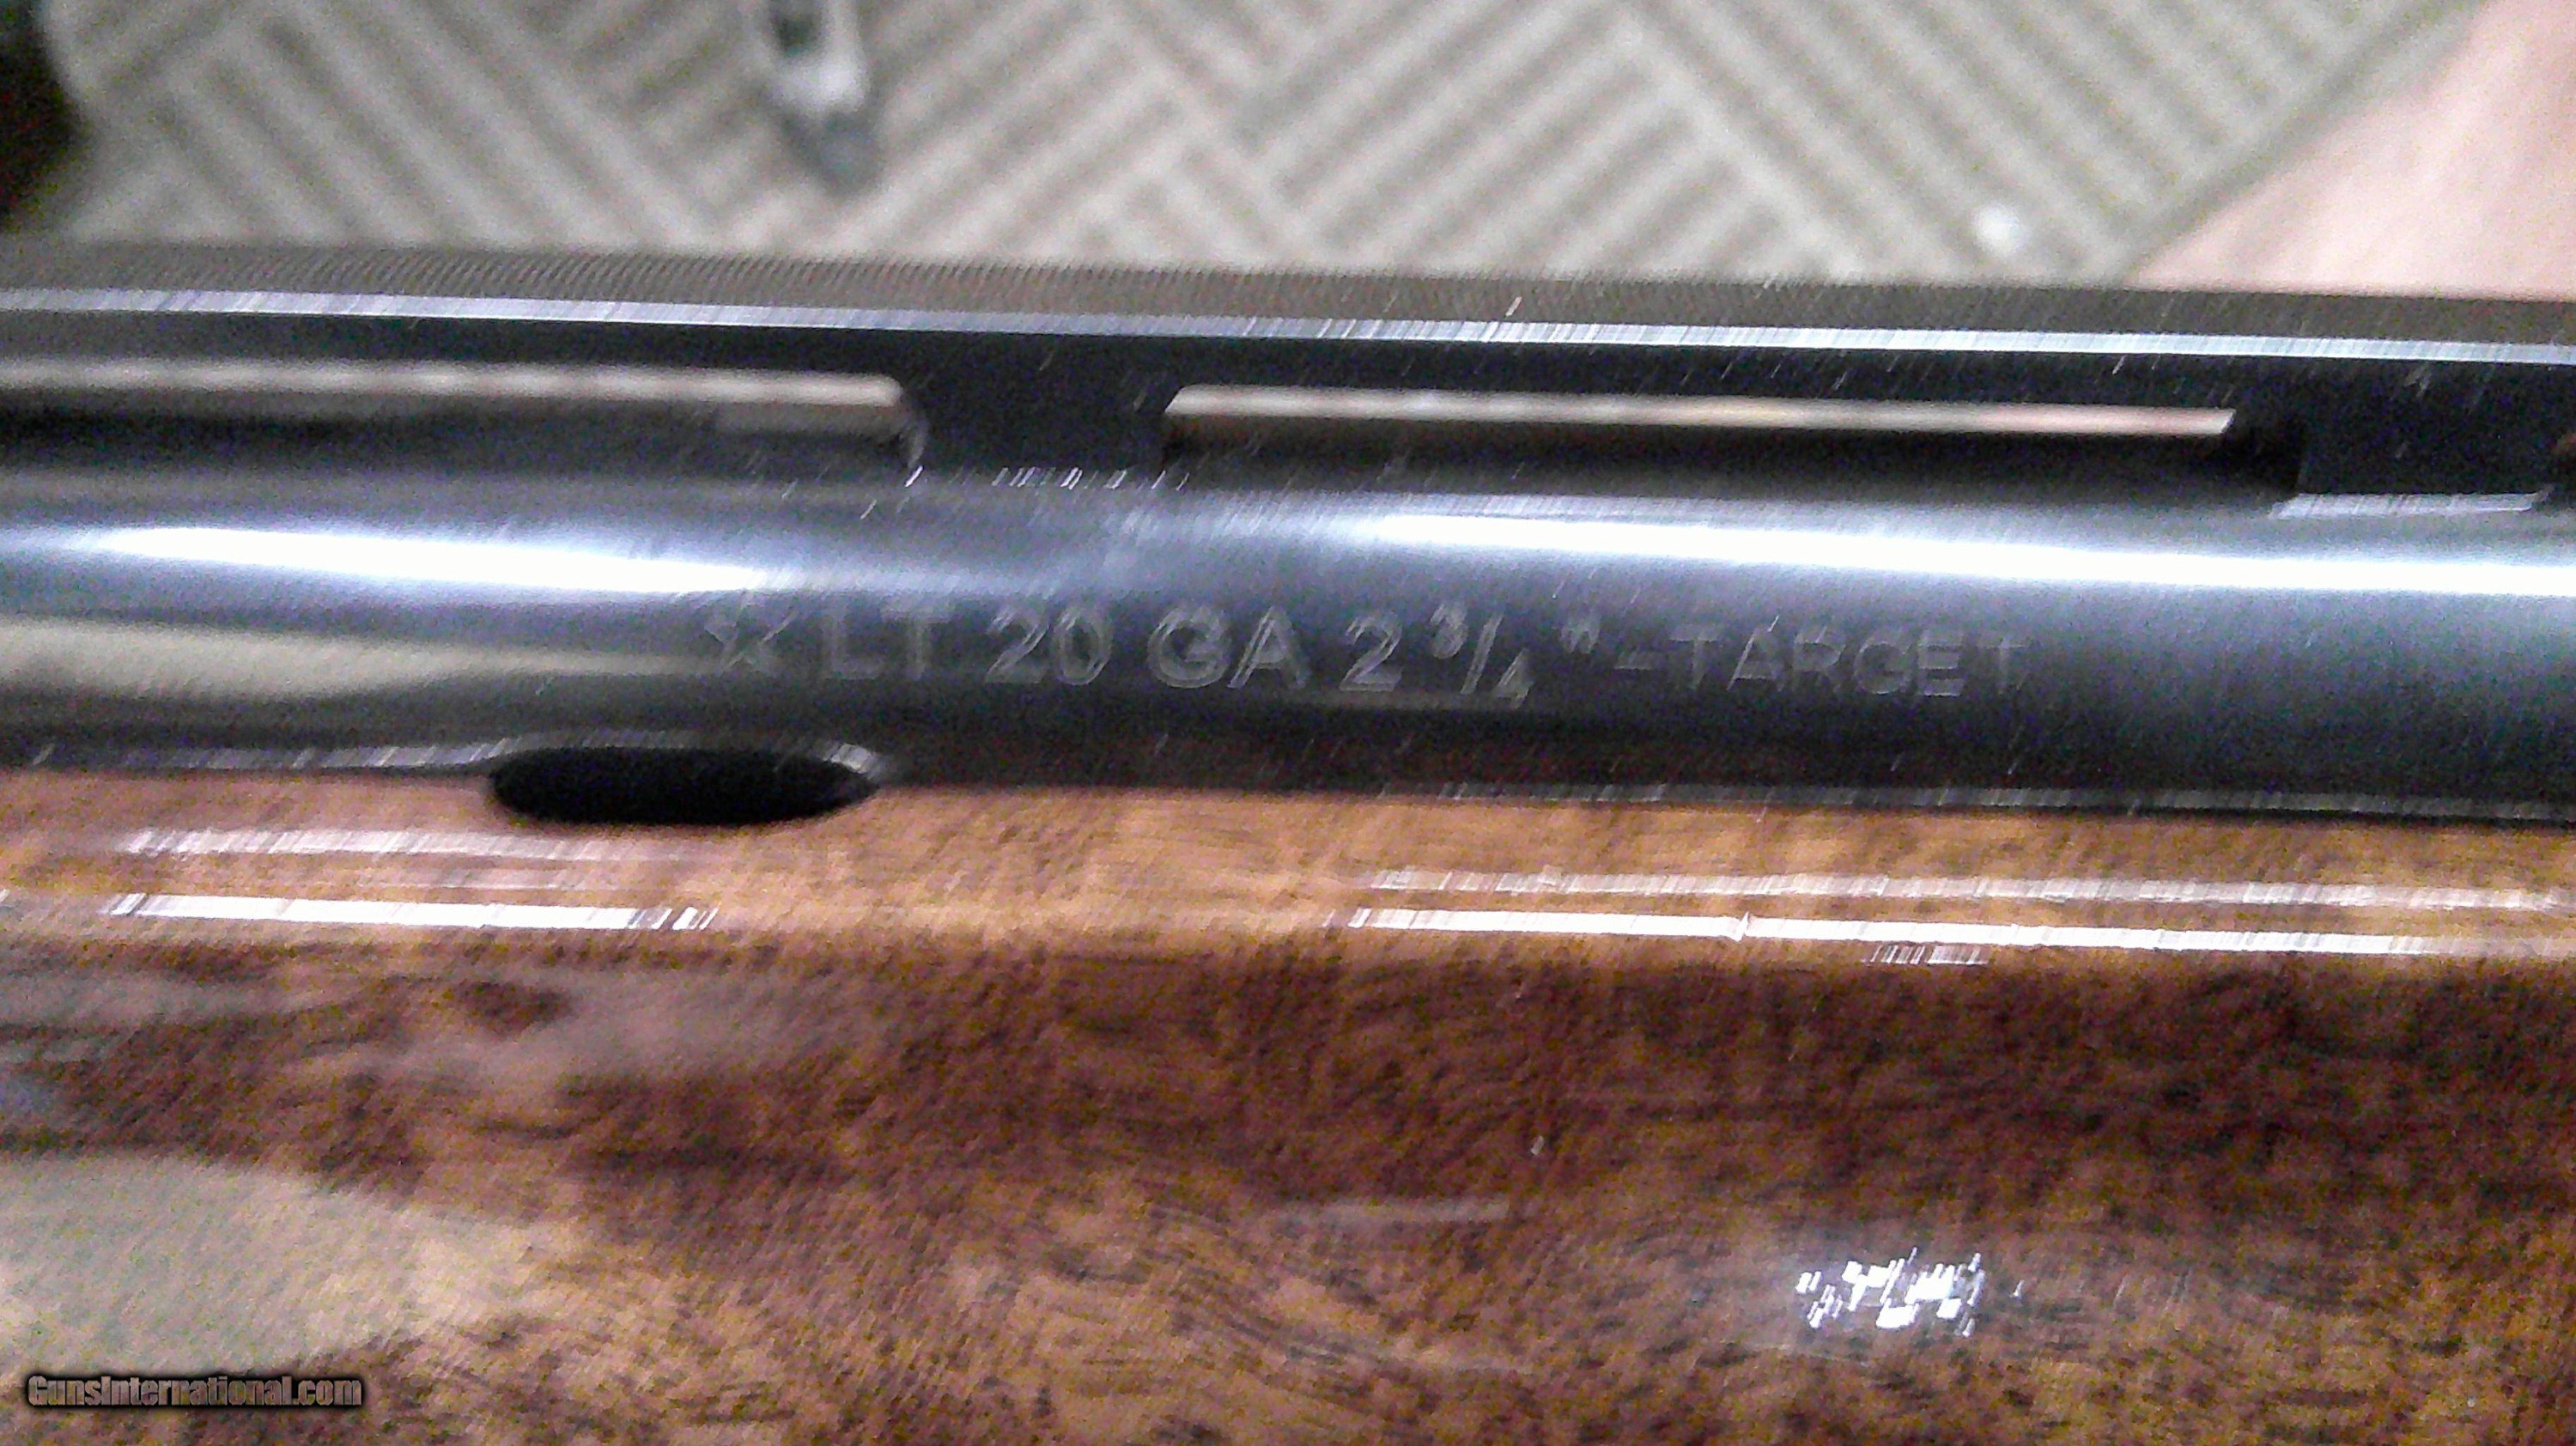 ☆ LT 20 GA 2 3/4 " -TARGET
GunsInternational.com